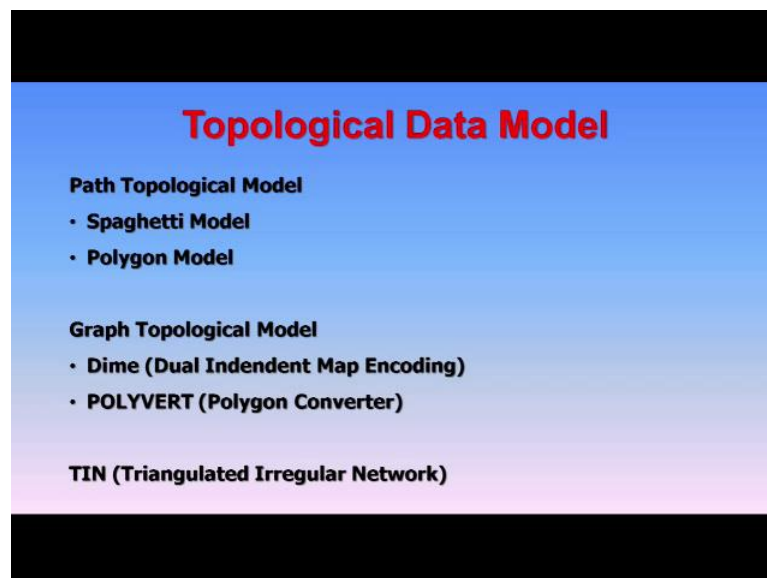 Topological Data Model
Path Topological Model
• Spaghetti Model
• Polygon Model
Graph Topological Model
• Dime (Dual Indendent Map Encoding)
• POLYVERT (Polygon Converter)
TIN (Triangulated Irregular Network)